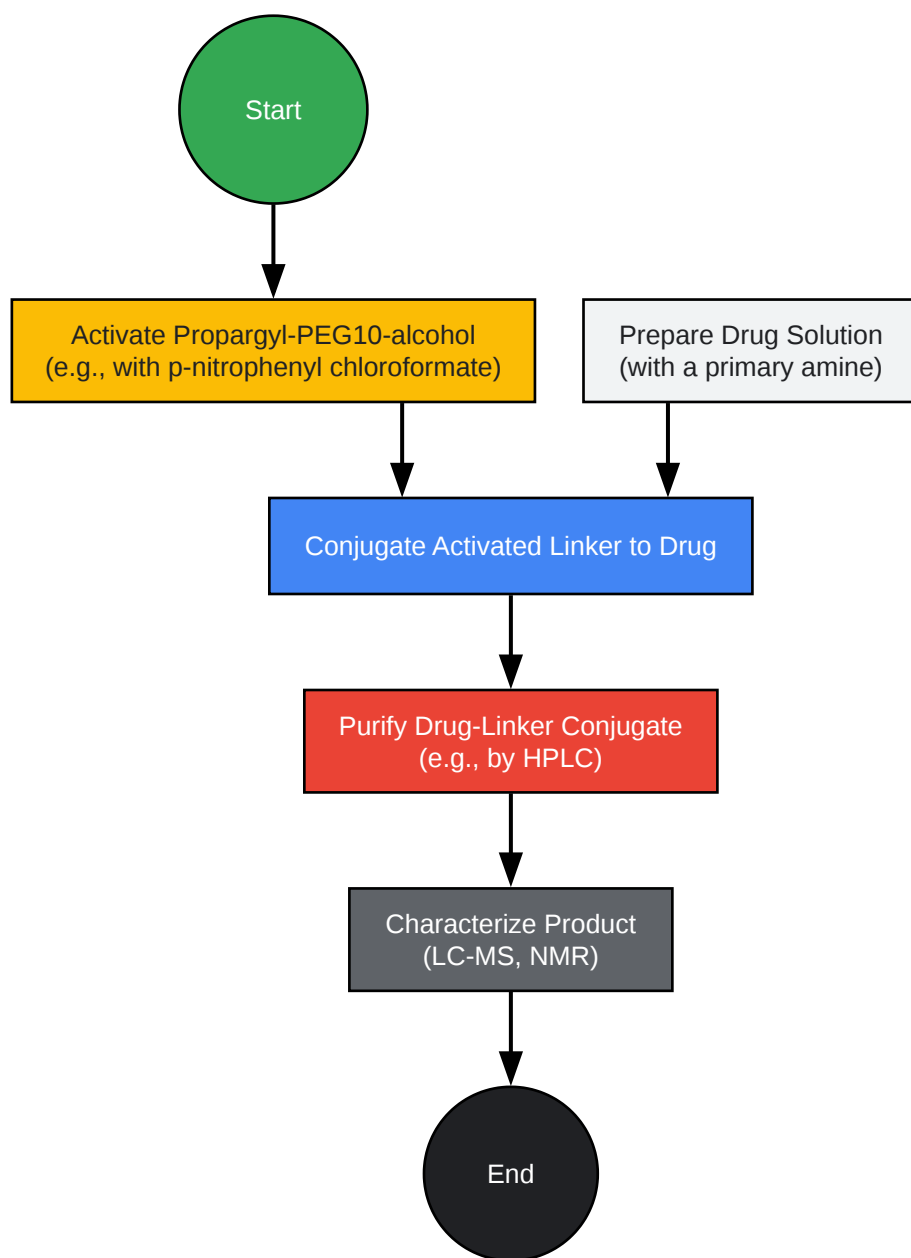 Start
Activate Propargyl-PEG10-alcohol
(e.g., with p-nitrophenyl chloroformate)
Prepare Drug Solution
(with a primary amine)
Conjugate Activated Linker to Drug
Purify Drug-Linker Conjugate
(e.g., by HPLC)
Characterize Product
(LC-MS, NMR)
End